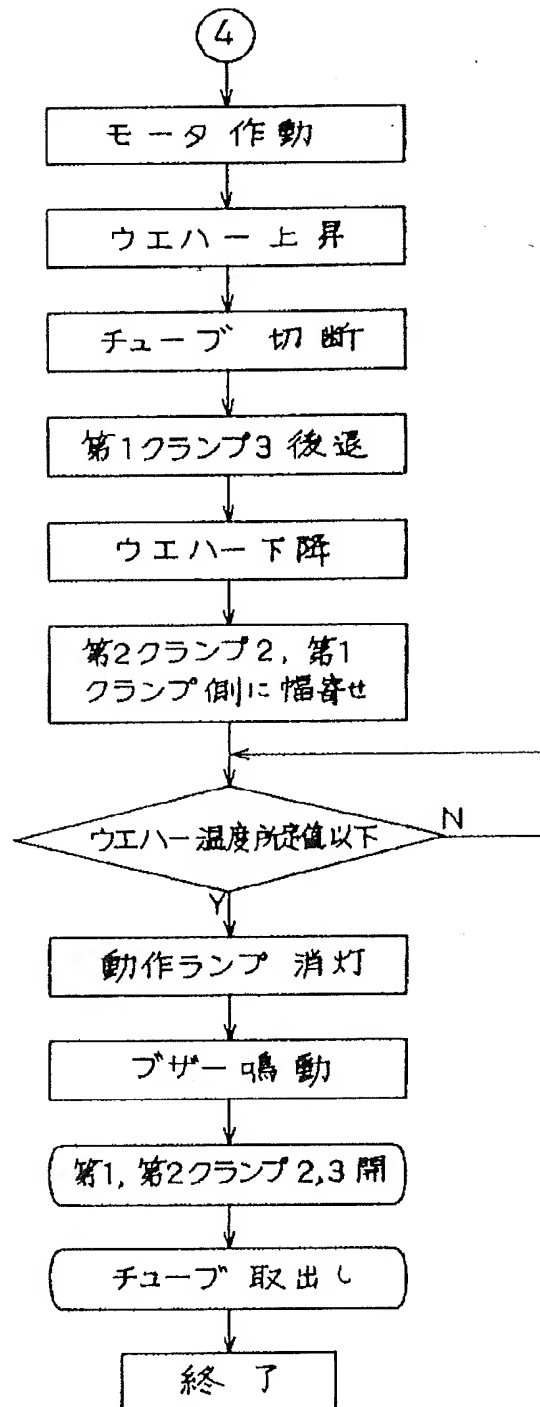 4
モータ作動
ウエハー上昇
チューブ 切断
第1クランプ3後退
ウエハー下降
第2クランプ2,第1
クランプ側に幅寄せ
ウエハー温度所定値以下
N
Y
動作ランプ 消灯
ブザー鳴動
第1,第2クランプ2,3開
チューブ 取出し
終了